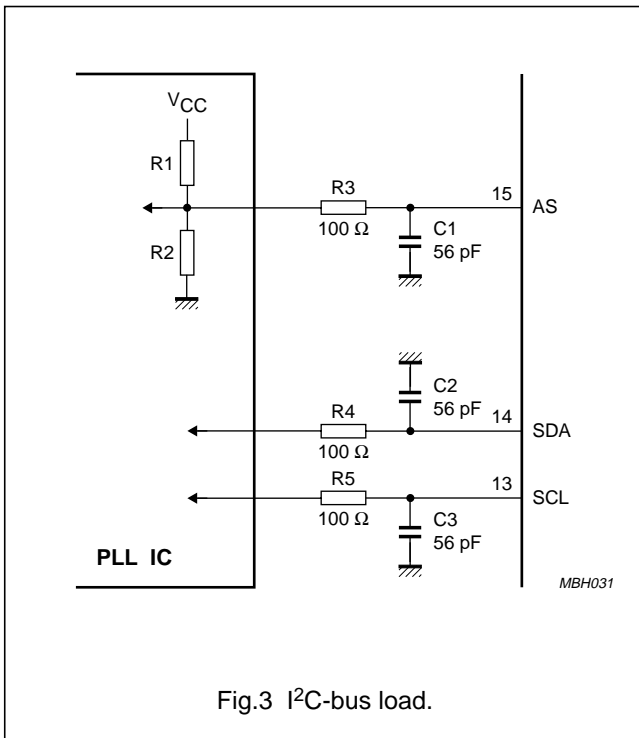 VCC
R1
R2
R3
100 Ω
C1
56 pF
15
AS
C2
56 pF
R4
100 Ω
14
SDA
R5
100 Ω
13
SCL
C3
56 pF
PLL IC
MBH031
Fig.3 I²C-bus load.